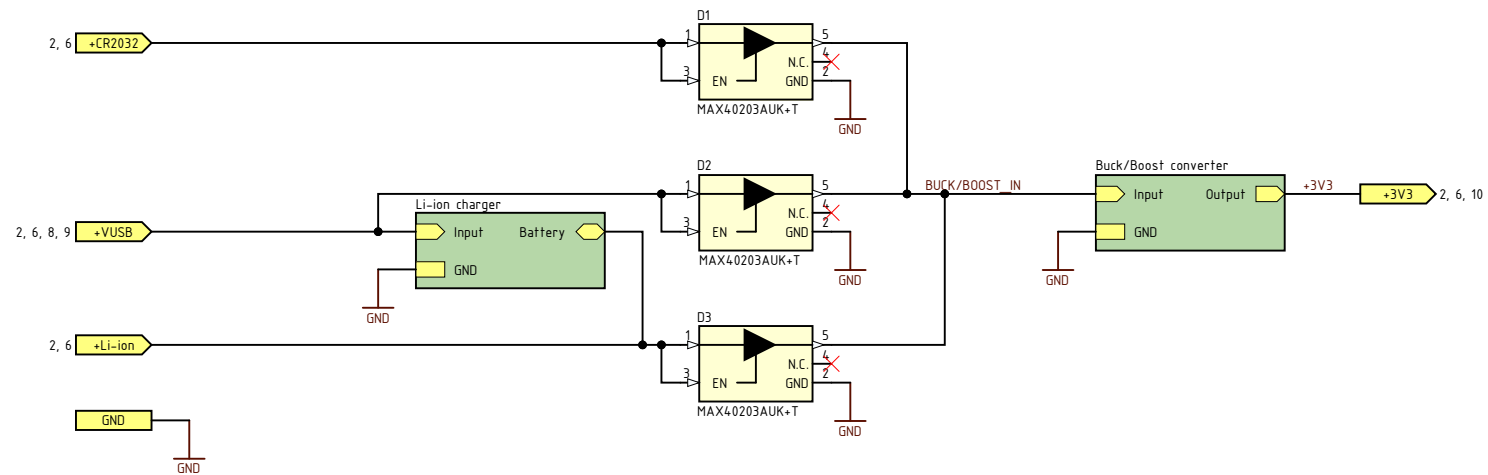 D1
2, 6 +CR2032 1 5
4
N.C.
3 EN GND 2
MAX40203AUK+T
GND
D2
Buck/Boost converter
1 5 BUCK/BOOST_IN Input Output +3V3 +3V3 2, 6, 10
Li-ion charger
4
N.C.
2, 6, 8, 9 +VUSB Input Battery 3 EN GND 2 GND
MAX40203AUK+T
GND
GND GND
GND
D3
2, 6 +Li-ion 1 5
4
N.C.
3 EN GND 2
MAX40203AUK+T
GND
GND
GND